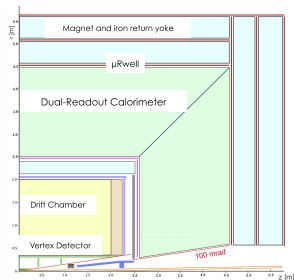 r [m]
Magnet and iron return yoke
μRwell
Dual-Readout Calorimeter
Drift Chamber
Vertex Detector
100 mrad
z [m]